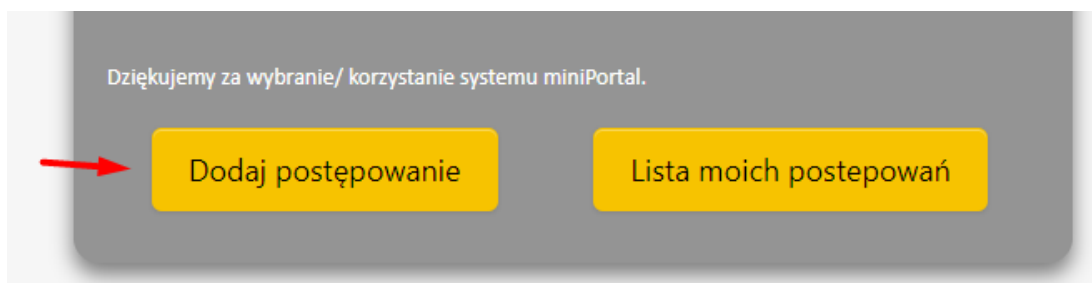 Dziękujemy za wybranie/ korzystanie systemu miniPortal.
Dodaj postępowanie
Lista moich postepowań